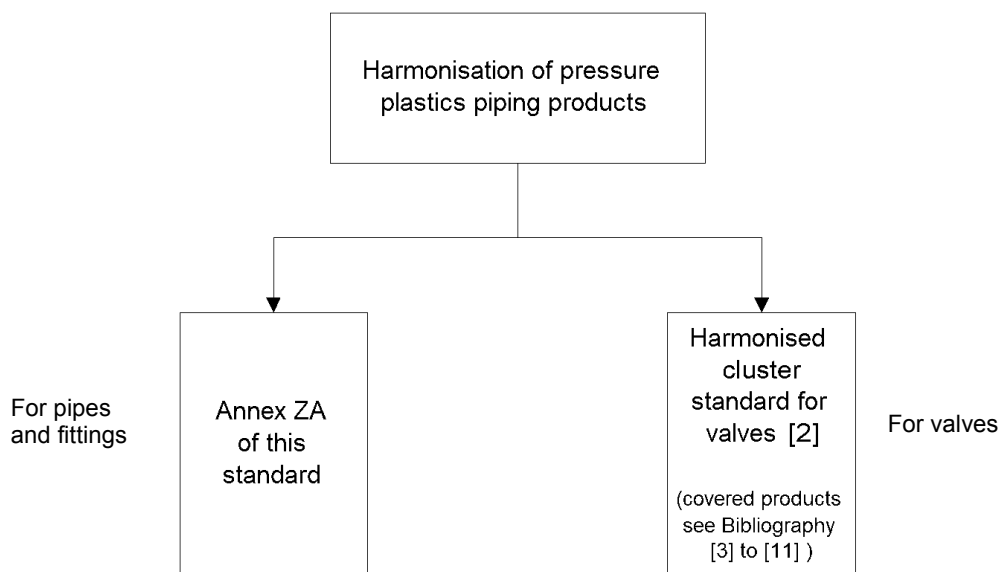 Harmonisation of pressure
plastics piping products
For pipes
and fittings
Annex ZA
of this
standard
Harmonised
cluster
standard for
valves [2]
(covered products
see Bibliography
[3] to [11] )
For valves